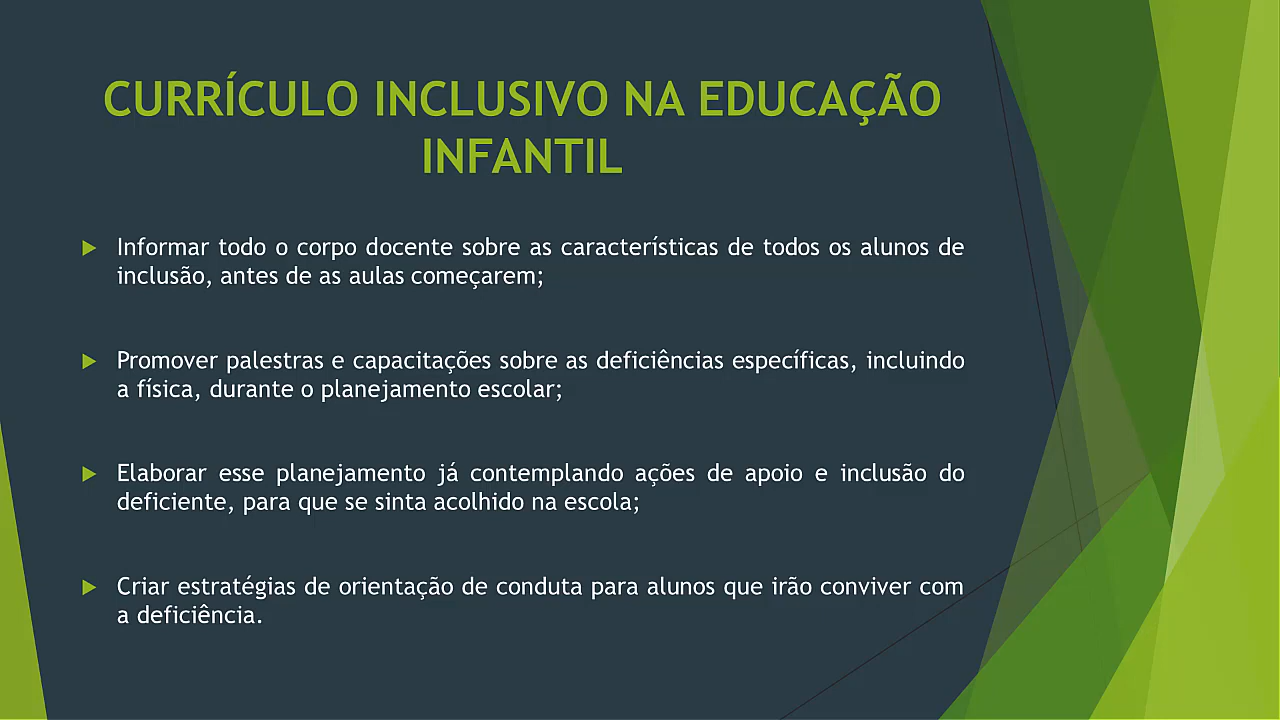 CURRÍCULO INCLUSIVO NA EDUCAÇÃO
INFANTIL
Informar todo o corpo docente sobre as características de todos os alunos de
inclusão, antes de as aulas começarem;
Promover palestras e capacitações sobre as deficiências específicas, incluindo
a física, durante o planejamento escolar;
Elaborar esse planejamento já contemplando ações de apoio e inclusão do
deficiente, para que se sinta acolhido na escola;
Criar estratégias de orientação de conduta para alunos que irão conviver com
a deficiência.